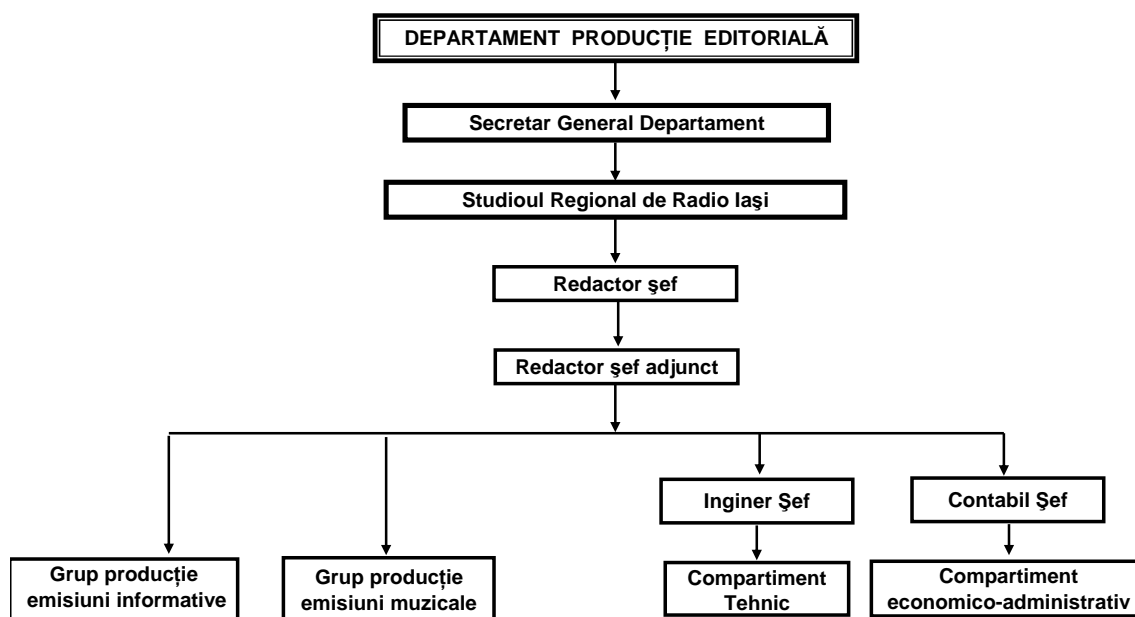 DEPARTAMENT PRODUCȚIE EDITORIALĂ
Secretar General Departament
Studioul Regional de Radio Iaşi
Redactor şef
Redactor şef adjunct
Inginer Şef
Contabil Şef
Grup producție
emisiuni informative
Grup producție
emisiuni muzicale
Compartiment
Tehnic
Compartiment
economico-administrativ